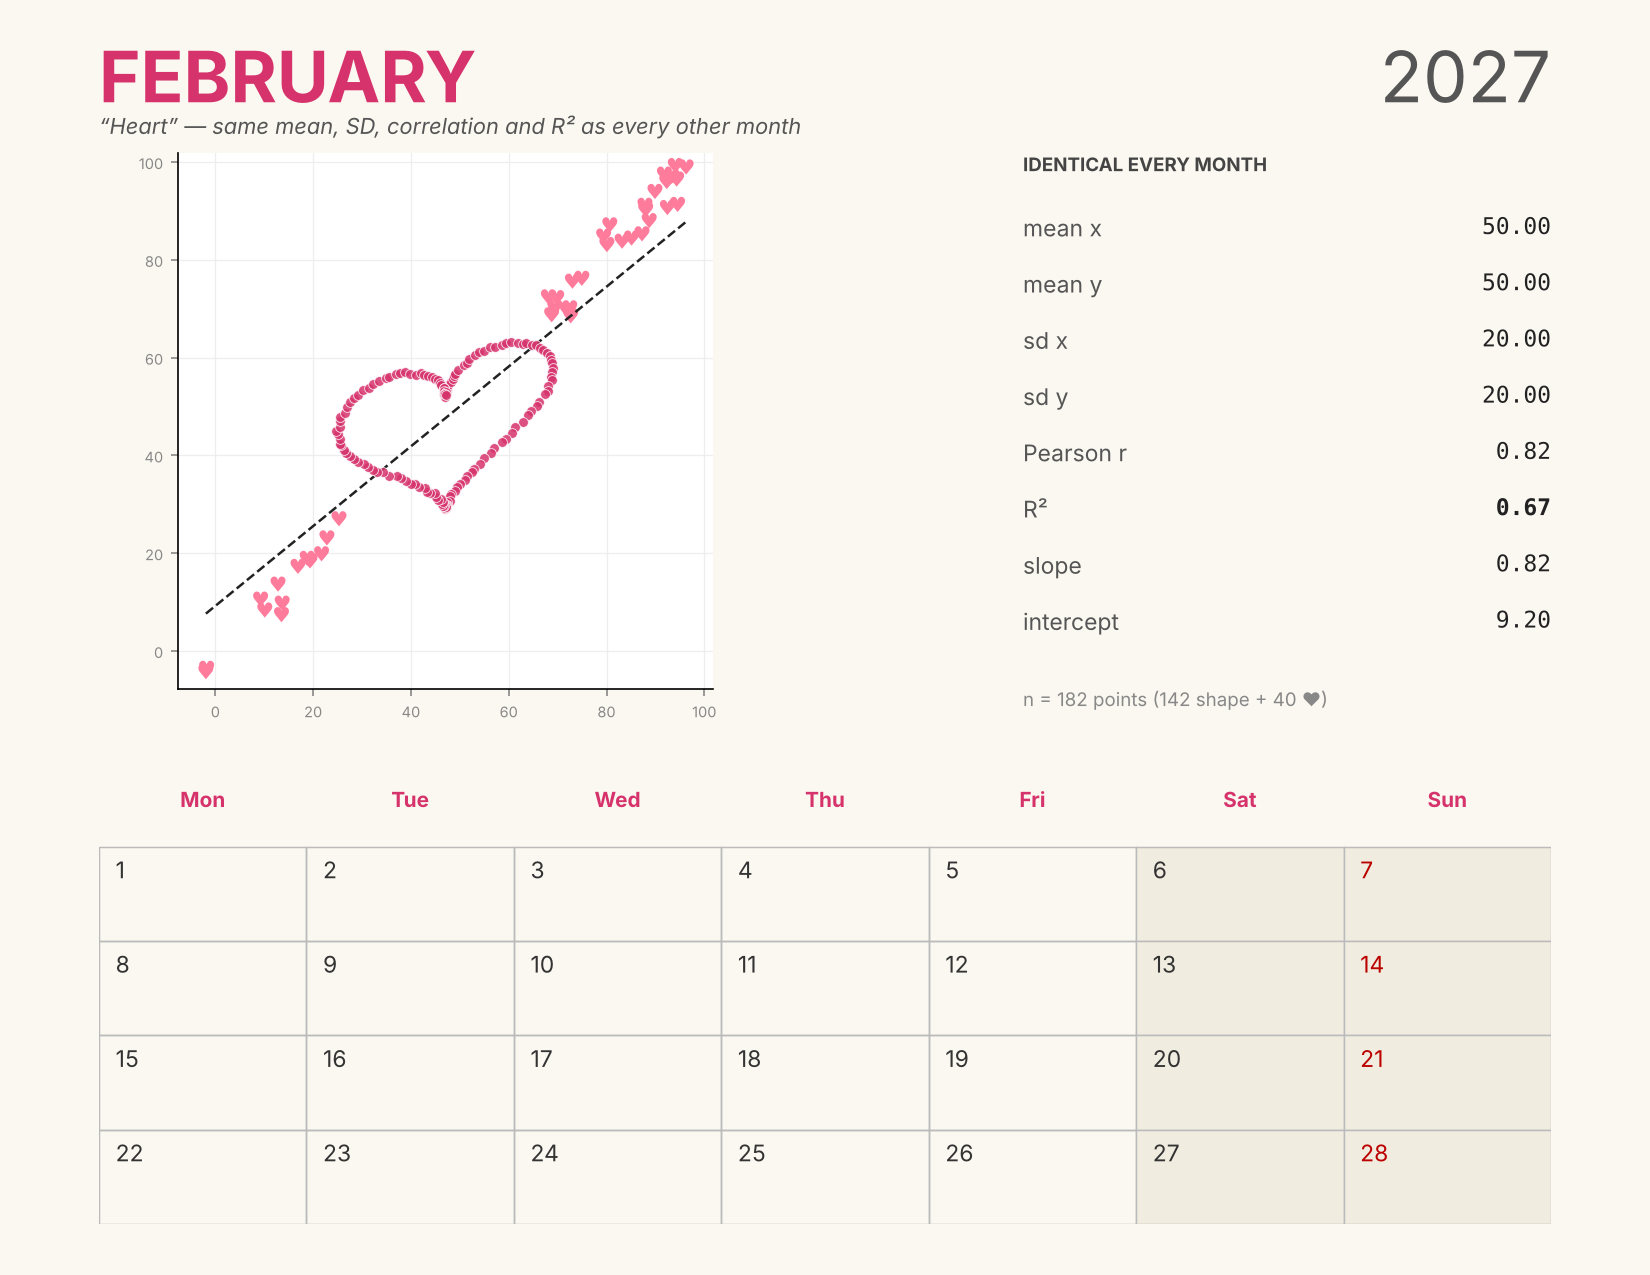 FEBRUARY 2027
“Heart” — same mean, SD, correlation and R² as every other month
100
80
60
40
20
0
0 20 40 60 80 100
IDENTICAL EVERY MONTH
mean x 50.00
mean y 50.00
sd x 20.00
sd y 20.00
Pearson r 0.82
R² 0.67
slope 0.82
intercept 9.20
n = 182 points (142 shape + 40 ♥)
Mon Tue Wed Thu Fri Sat Sun
1 2 3 4 5 6 7
8 9 10 11 12 13 14
15 16 17 18 19 20 21
22 23 24 25 26 27 28